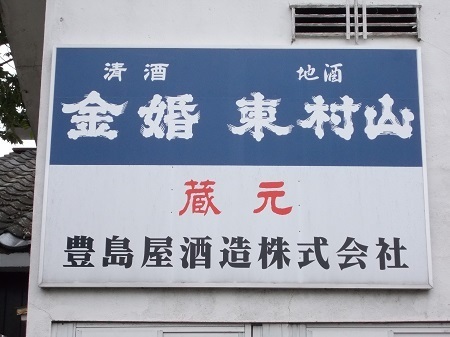 清酒 地酒
金婚 東村山
蔵元
豊島屋酒造株式会社